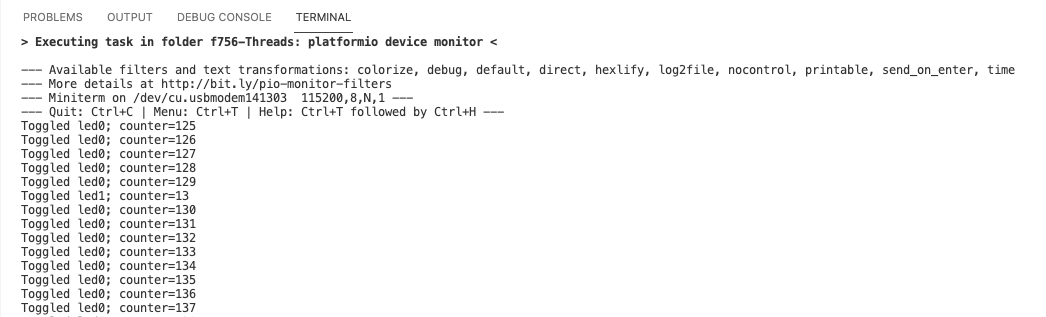 PROBLEMS OUTPUT DEBUG CONSOLE TERMINAL
> Executing task in folder f756-Threads: platformio device monitor <
--- Available filters and text transformations: colorize, debug, default, direct, hexlify, log2file, nocontrol, printable, send_on_enter, time
--- More details at http://bit.ly/pio-monitor-filters
--- Miniterm on /dev/cu.usbmodem141303  115200,8,N,1 ---
--- Quit: Ctrl+C | Menu: Ctrl+T | Help: Ctrl+T followed by Ctrl+H ---
Toggled led0; counter=125
Toggled led0; counter=126
Toggled led0; counter=127
Toggled led0; counter=128
Toggled led0; counter=129
Toggled led1; counter=13
Toggled led0; counter=130
Toggled led0; counter=131
Toggled led0; counter=132
Toggled led0; counter=133
Toggled led0; counter=134
Toggled led0; counter=135
Toggled led0; counter=136
Toggled led0; counter=137